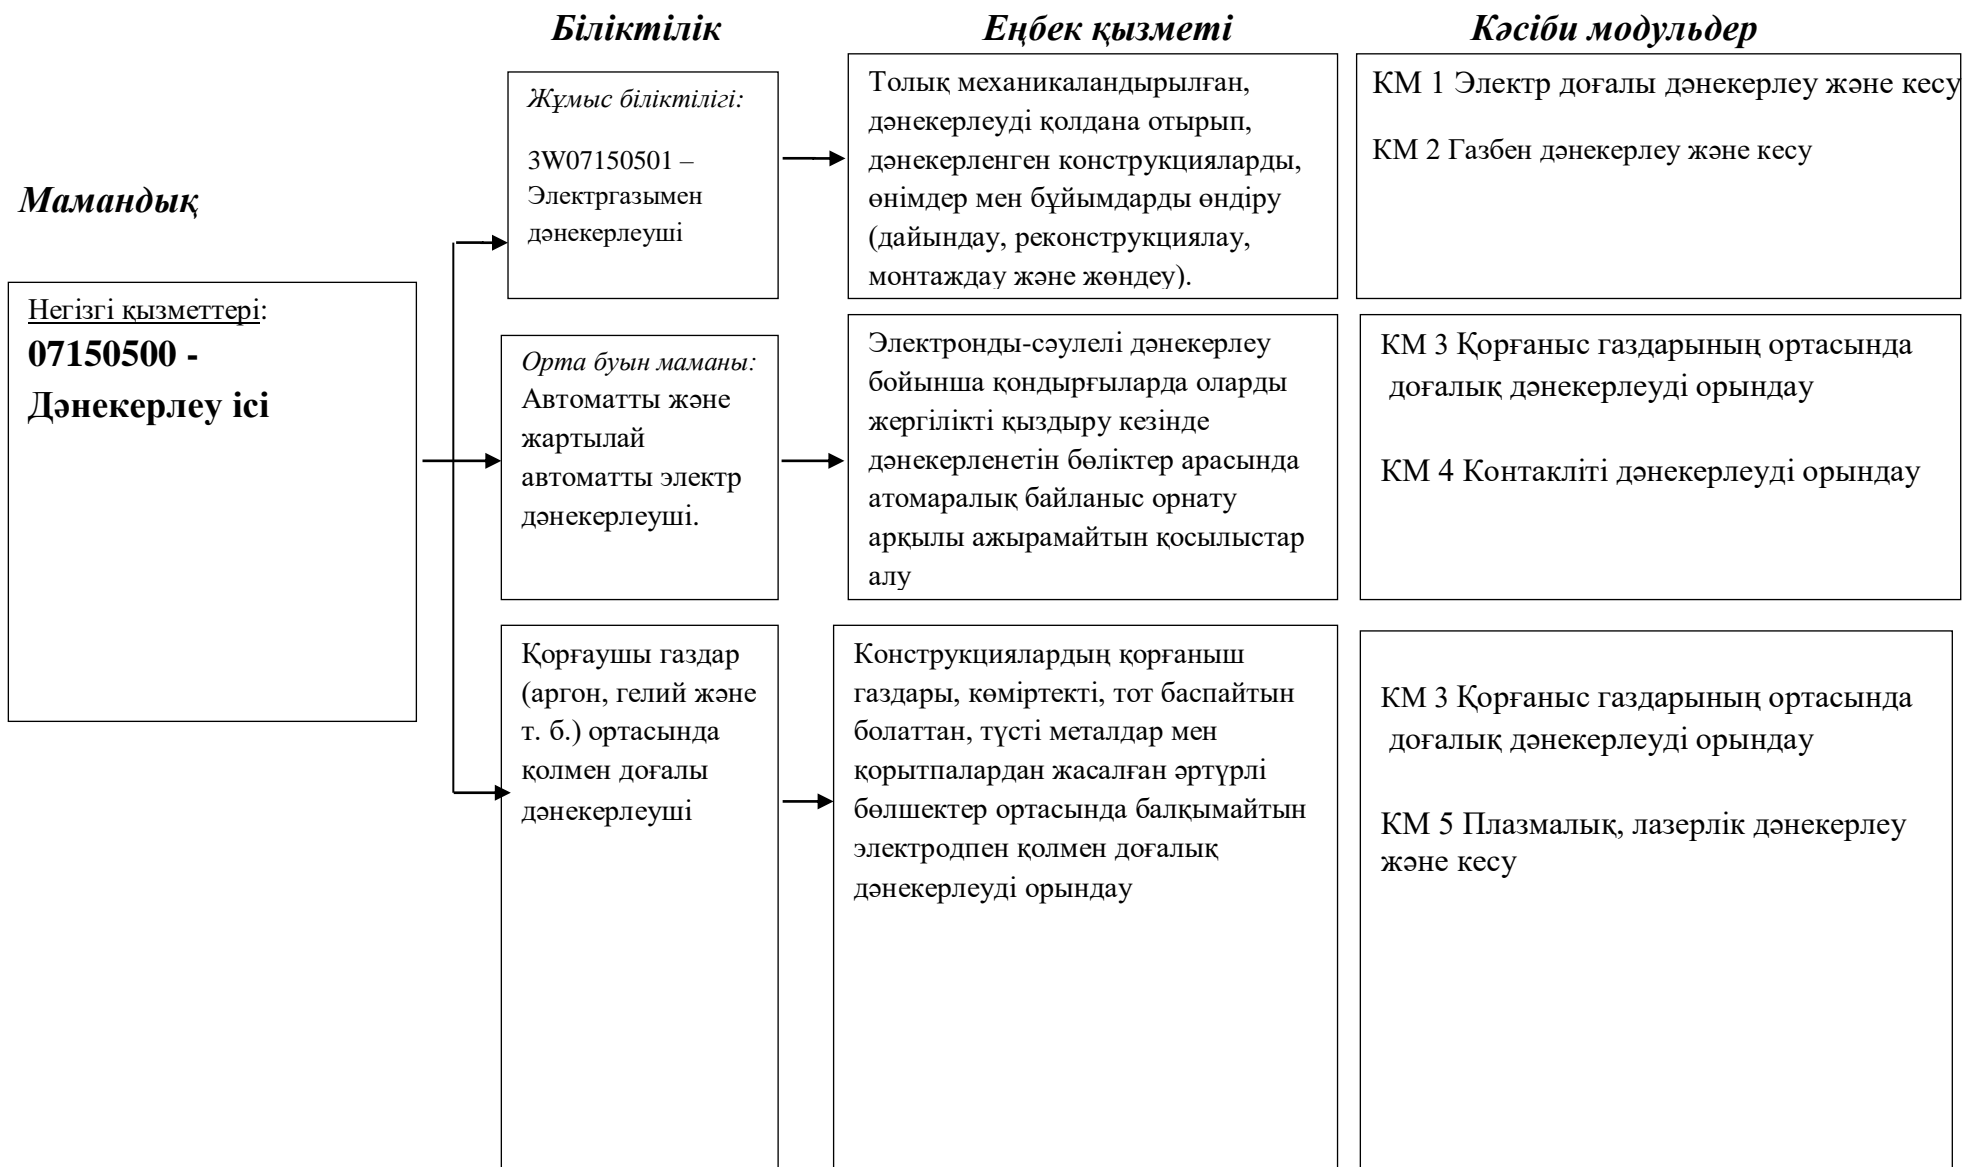 Біліктілік
Еңбек қызметі
Кәсіби модульдер
Мамандық
Негізгі қызметтері:
07150500 -
Дәнекерлеу ісі
Жұмыс біліктілігі:
3W07150501 –
Электргазымен
дәнекерлеуші
Толық механикаландырылған,
дәнекерлеуді қолдана отырып,
дәнекерленген конструкцияларды,
өнімдер мен бұйымдарды өндіру
(дайындау, реконструкциялау,
монтаждау және жөндеу).
КМ 1 Электр доғалы дәнекерлеу және кесу
КМ 2 Газбен дәнекерлеу және кесу
Орта буын маманы:
Автоматты және
жартылай
автоматты электр
дәнекерлеуші.
Электронды-сәулелі дәнекерлеу
бойынша қондырғыларда оларды
жергілікті қыздыру кезінде
дәнекерленетін бөліктер арасында
атомаралық байланыс орнату
арқылы ажырамайтын қосылыстар
алу
КМ 3 Қорғаныс газдарының ортасында
доғалық дәнекерлеуді орындау
КМ 4 Контакліті дәнекерлеуді орындау
Қорғаушы газдар
(аргон, гелий және
т. б.) ортасында
қолмен доғалы
дәнекерлеуші
Конструкциялардың қорғаныш
газдары, көміртекті, тот баспайтын
болаттан, түсті металдар мен
қорытпалардан жасалған әртүрлі
бөлшектер ортасында балқымайтын
электродпен қолмен доғалық
дәнекерлеуді орындау
КМ 3 Қорғаныс газдарының ортасында
доғалық дәнекерлеуді орындау
КМ 5 Плазмалық, лазерлік дәнекерлеу
және кесу